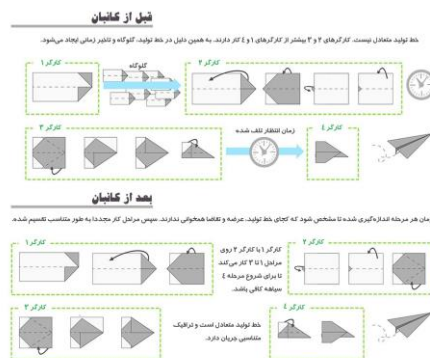 قبل از کانبان
خط تولید متعادل نیست. کارگرهای ۲ و ۳ بیشتر از کارگرهای ۱ و ٤ کار دارند. به همین دلیل در خط تولید، گلوگاه و تاخیر زمانی ایجاد می‌شود.
کارگر ۱
گلوگاه
کارگر ۲
کارگر ۳
زمان انتظار تلف شده
کارگر ٤
بعد از کانبان
زمان هر مرحله اندازه‌گیری شده تا مشخص شود که کجای خط تولید، عرضه و تقاضا همخوانی ندارند. سپس مراحل کار مجددا به طور متناسب تقسیم شده.
کارگر ۱
کارگر ۱ با کارگر ۲ روی
مراحل ۱ تا ۳ کار می‌کند
تا برای شروع مرحله ٤
کافی باشد.
کارگر ۲
کارگر ۳
خط تولید متعادل است و ترافیک
متناسبی جریان دارد.
کارگر ٤